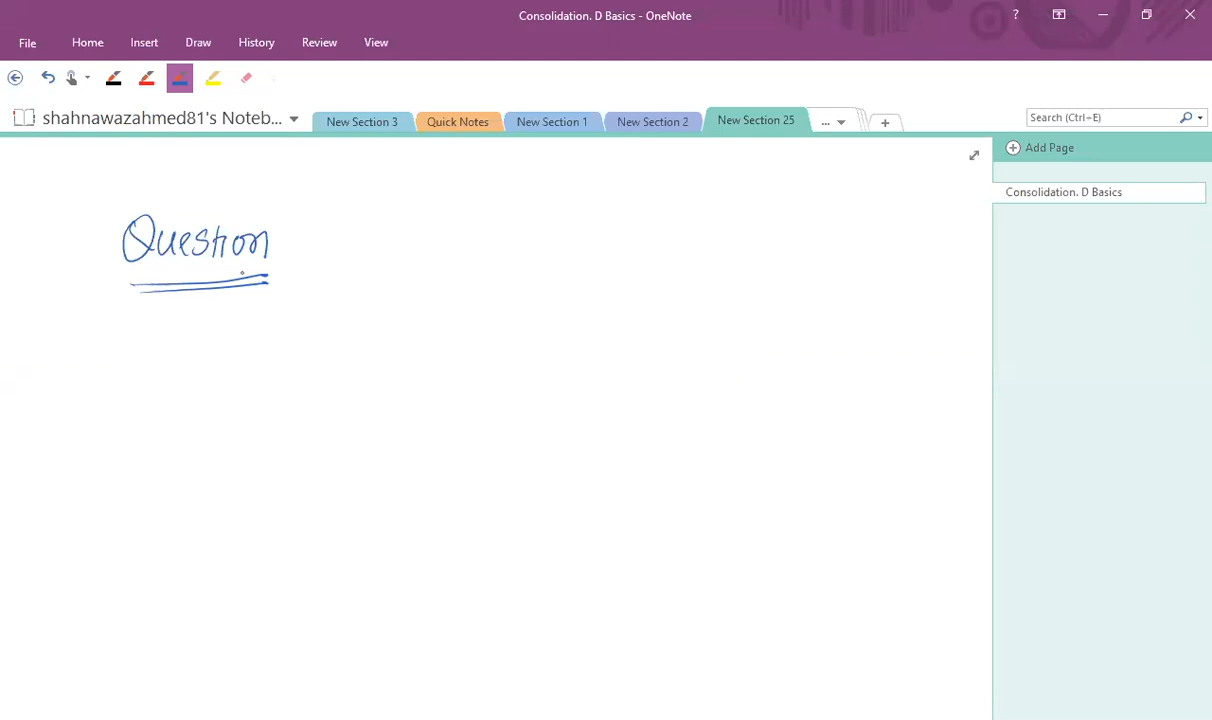 Consolidation. D Basics - OneNote
?
File Home Insert Draw History Review View
shahnawazahmed81's Noteb...
New Section 3 Quick Notes New Section 1 New Section 2 New Section 25 ...
Search (Ctrl+E)
Add Page
Consolidation. D Basics
Question